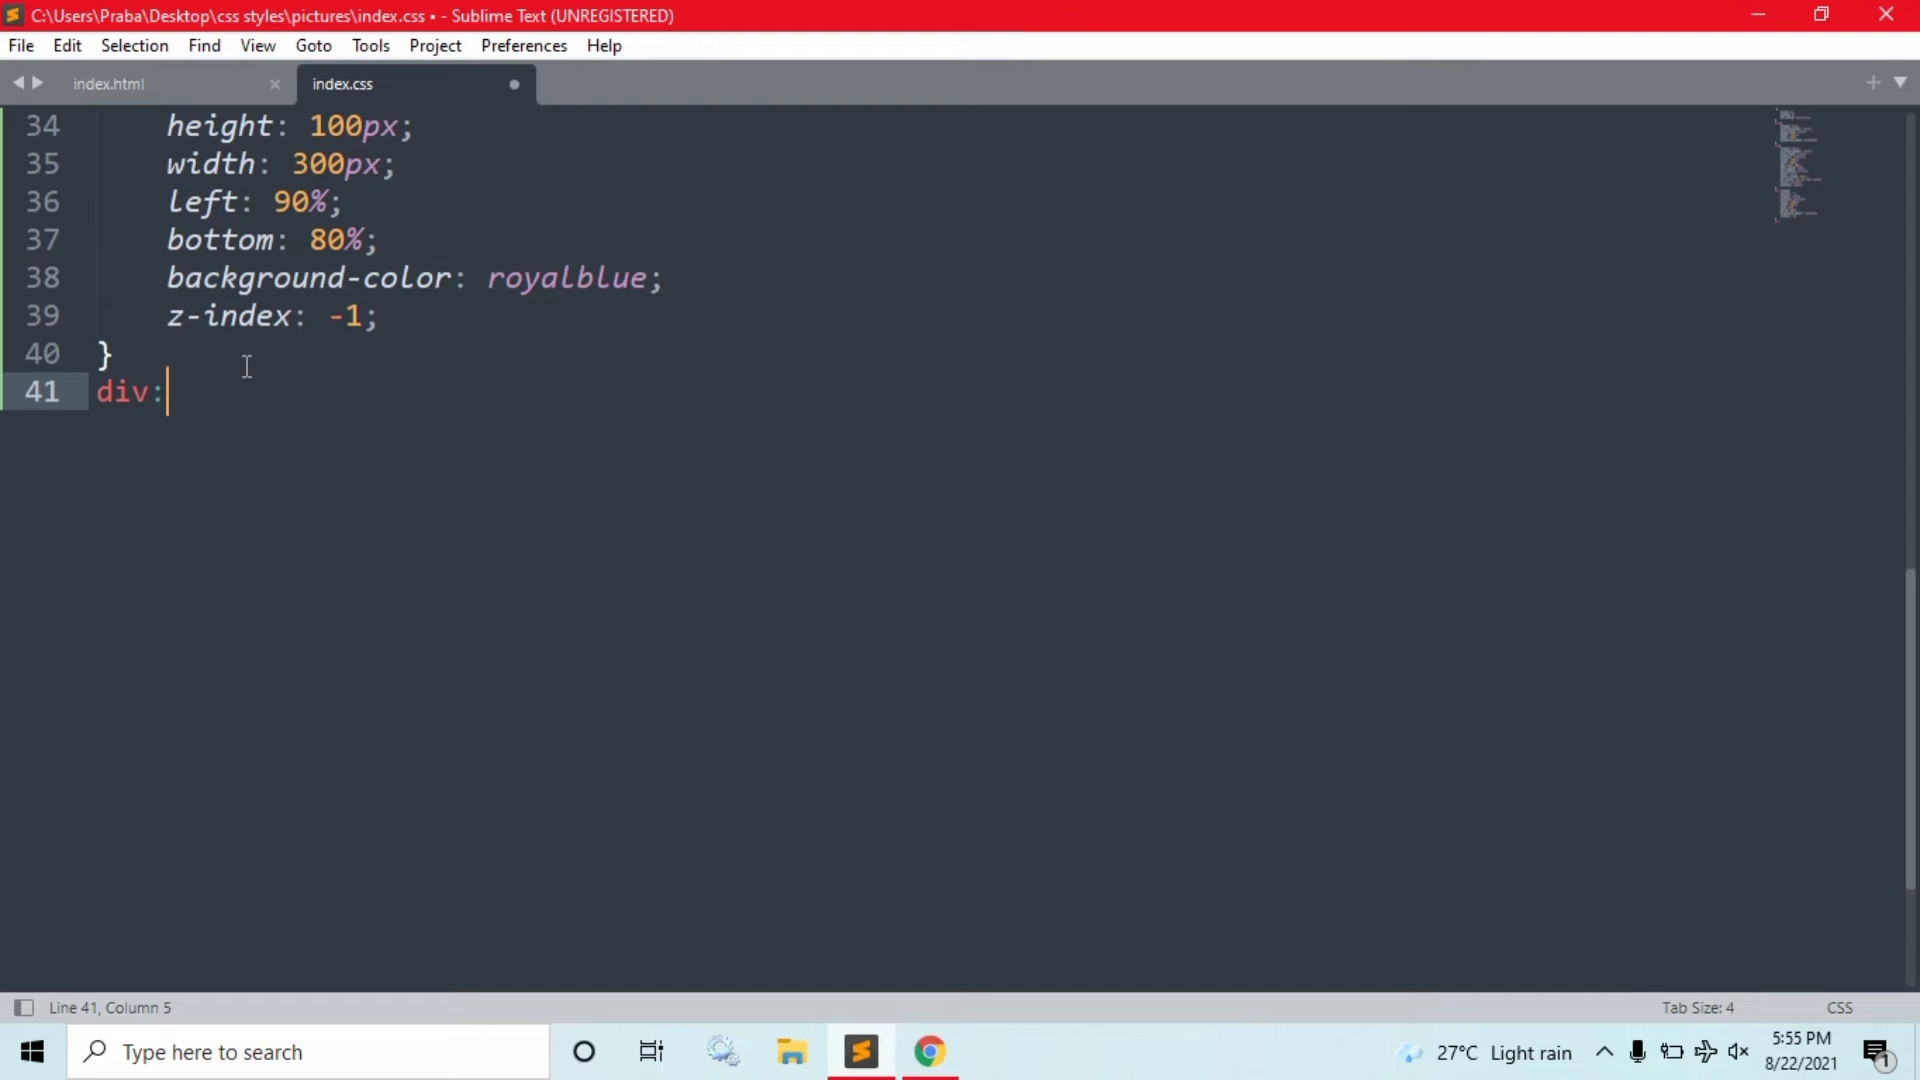 C:\Users\Praba\Desktop\css styles\pictures\index.css • - Sublime Text (UNREGISTERED)
File Edit Selection Find View Goto Tools Project Preferences Help
index.html index.css
34 height: 100px;
35 width: 300px;
36 left: 90%;
37 bottom: 80%;
38 background-color: royalblue;
39 z-index: -1;
40 }
41 div:
Line 41, Column 5 Tab Size: 4 CSS
Type here to search 27°C Light rain 5:55 PM
8/22/2021 1